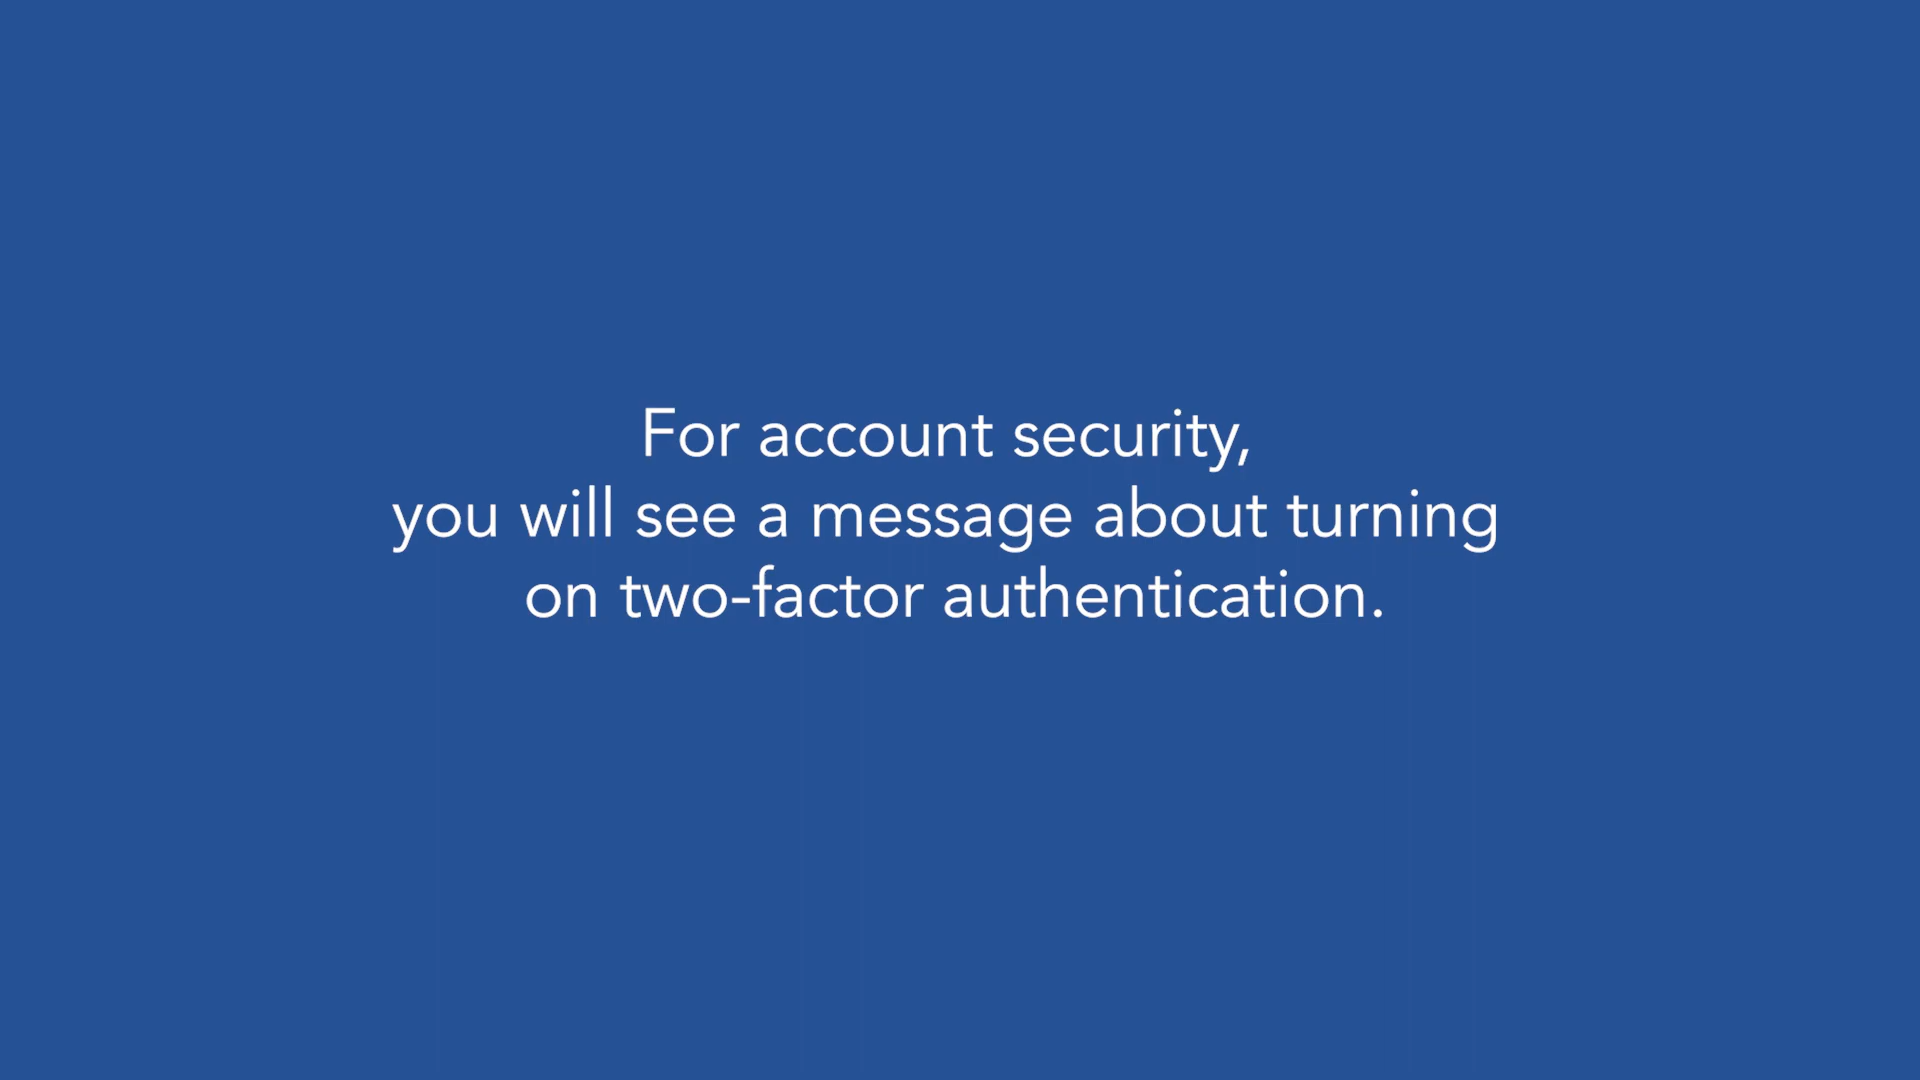 For account security,
you will see a message about turning
on two-factor authentication.